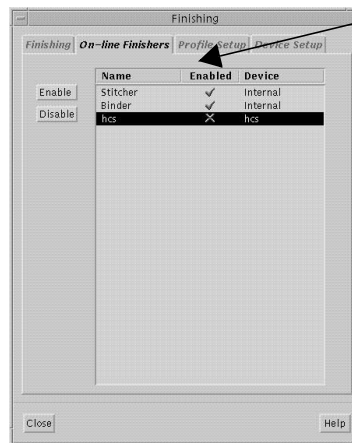 Finishing
Finishing On-line Finishers Profile Setup Device Setup
Name Enabled Device
Enable
Disable
Stitcher Internal
Binder Internal
hcs hcs
Close Help